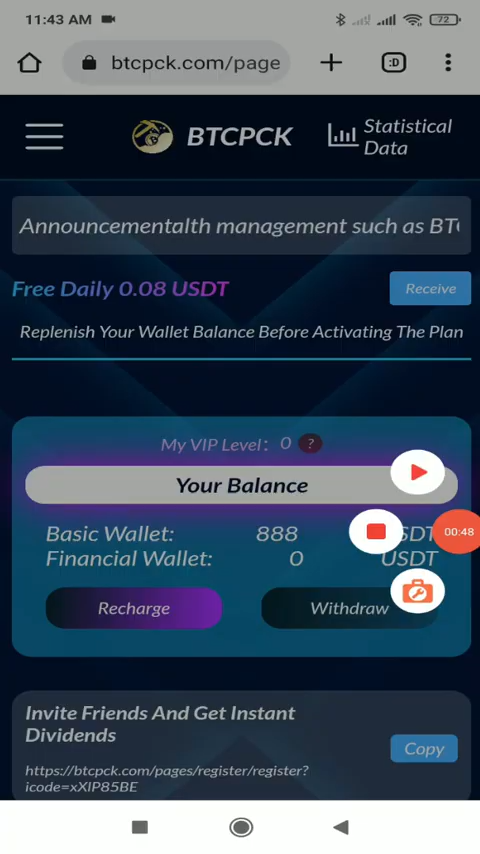 11:43 AM
72
btcpck.com/page
:D
BTCPCK
Statistical
Data
Announcementalth management such as BT
Free Daily 0.08 USDT
Receive
Replenish Your Wallet Balance Before Activating The Plan
My VIP Level: 0 ?
Your Balance
Basic Wallet: 888 SDT
00:48
Financial Wallet: 0 USDT
Recharge
Withdraw
Invite Friends And Get Instant
Dividends
Copy
https://btcpck.com/pages/register/register?
icode=xXlP85BE